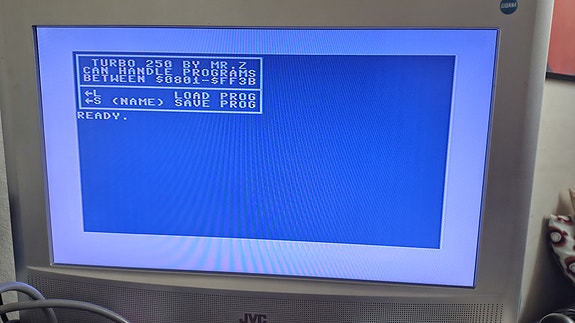 TURBO 250 BY MR.Z
CAN HANDLE PROGRAMS
BETWEEN $0801-$FF3B
←L LOAD PROG
←S (NAME) SAVE PROG
READY.
JVC